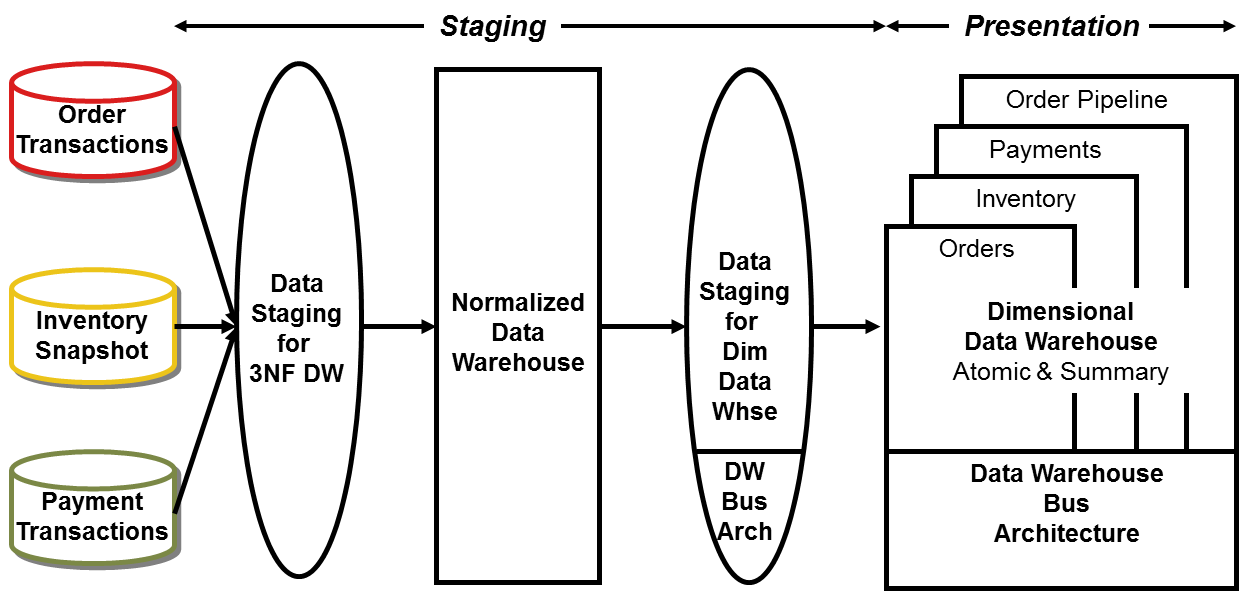 Staging
Presentation
Order
Transactions
Inventory
Snapshot
Payment
Transactions
Data
Staging
for
3NF DW
Normalized
Data
Warehouse
Data
Staging
for
Dim
Data
Whse
DW
Bus
Arch
Order Pipeline
Payments
Inventory
Orders
Dimensional
Data Warehouse
Atomic & Summary
Data Warehouse
Bus
Architecture